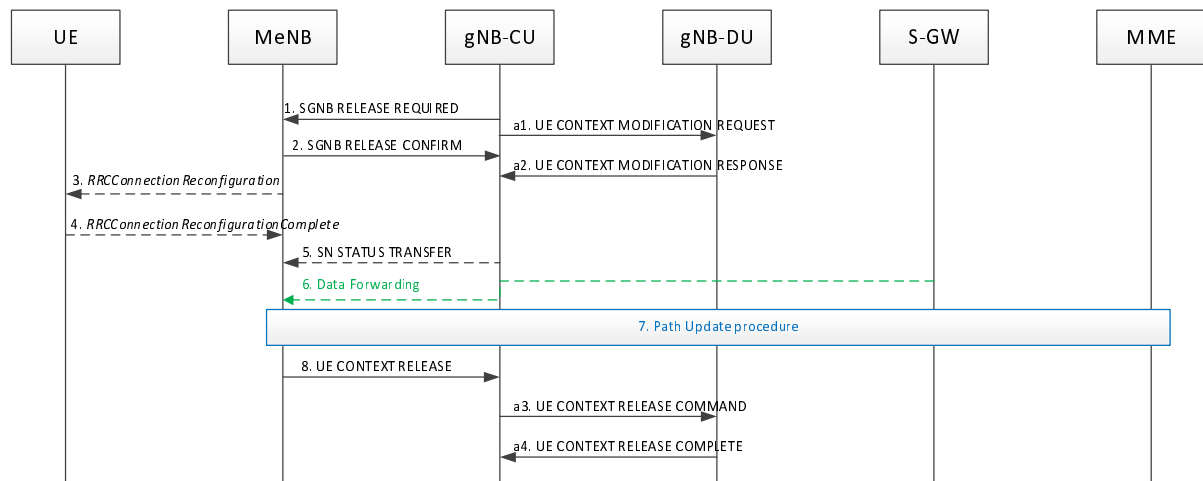 UE
MeNB
gNB-CU
gNB-DU
S-GW
MME
1. SGNB RELEASE REQUIRED
a1. UE CONTEXT MODIFICATION REQUEST
2. SGNB RELEASE CONFIRM
a2. UE CONTEXT MODIFICATION RESPONSE
3. RRCConnectionReconfiguration
4. RRCConnectionReconfigurationComplete
5. SN STATUS TRANSFER
6. Data Forwarding
7. Path Update procedure
8. UE CONTEXT RELEASE
a3. UE CONTEXT RELEASE COMMAND
a4. UE CONTEXT RELEASE COMPLETE